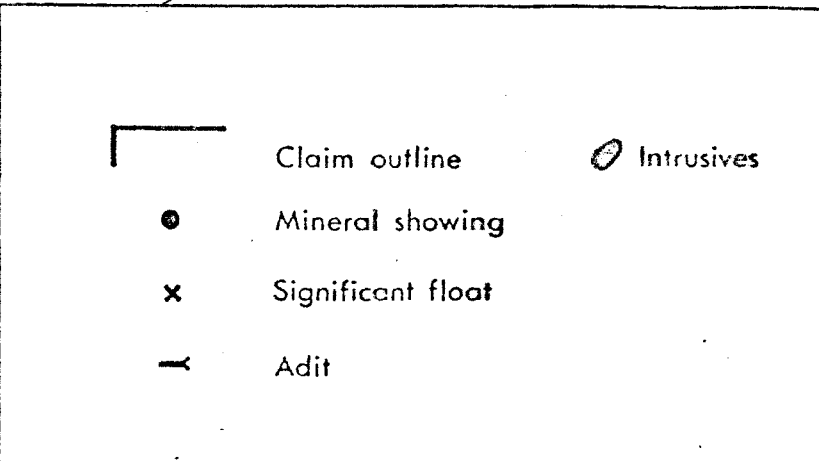 Claim outline
Intrusives
Mineral showing
Significant float
Adit